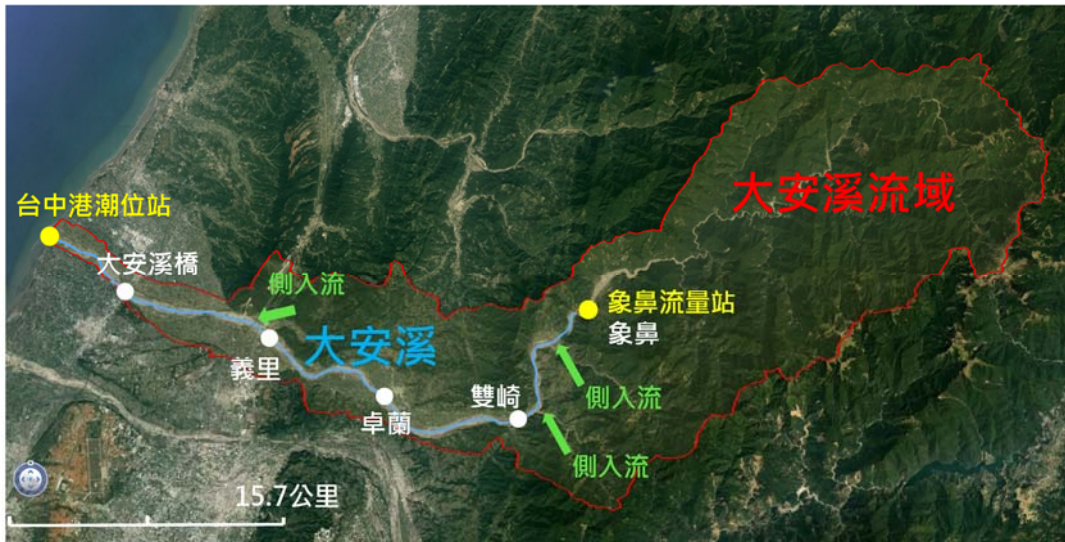 台中港潮位站
大安溪橋
側入流
義里
大安溪
卓蘭
雙崎
象鼻流量站
象鼻
側入流
側入流
大安溪流域
15.7公里